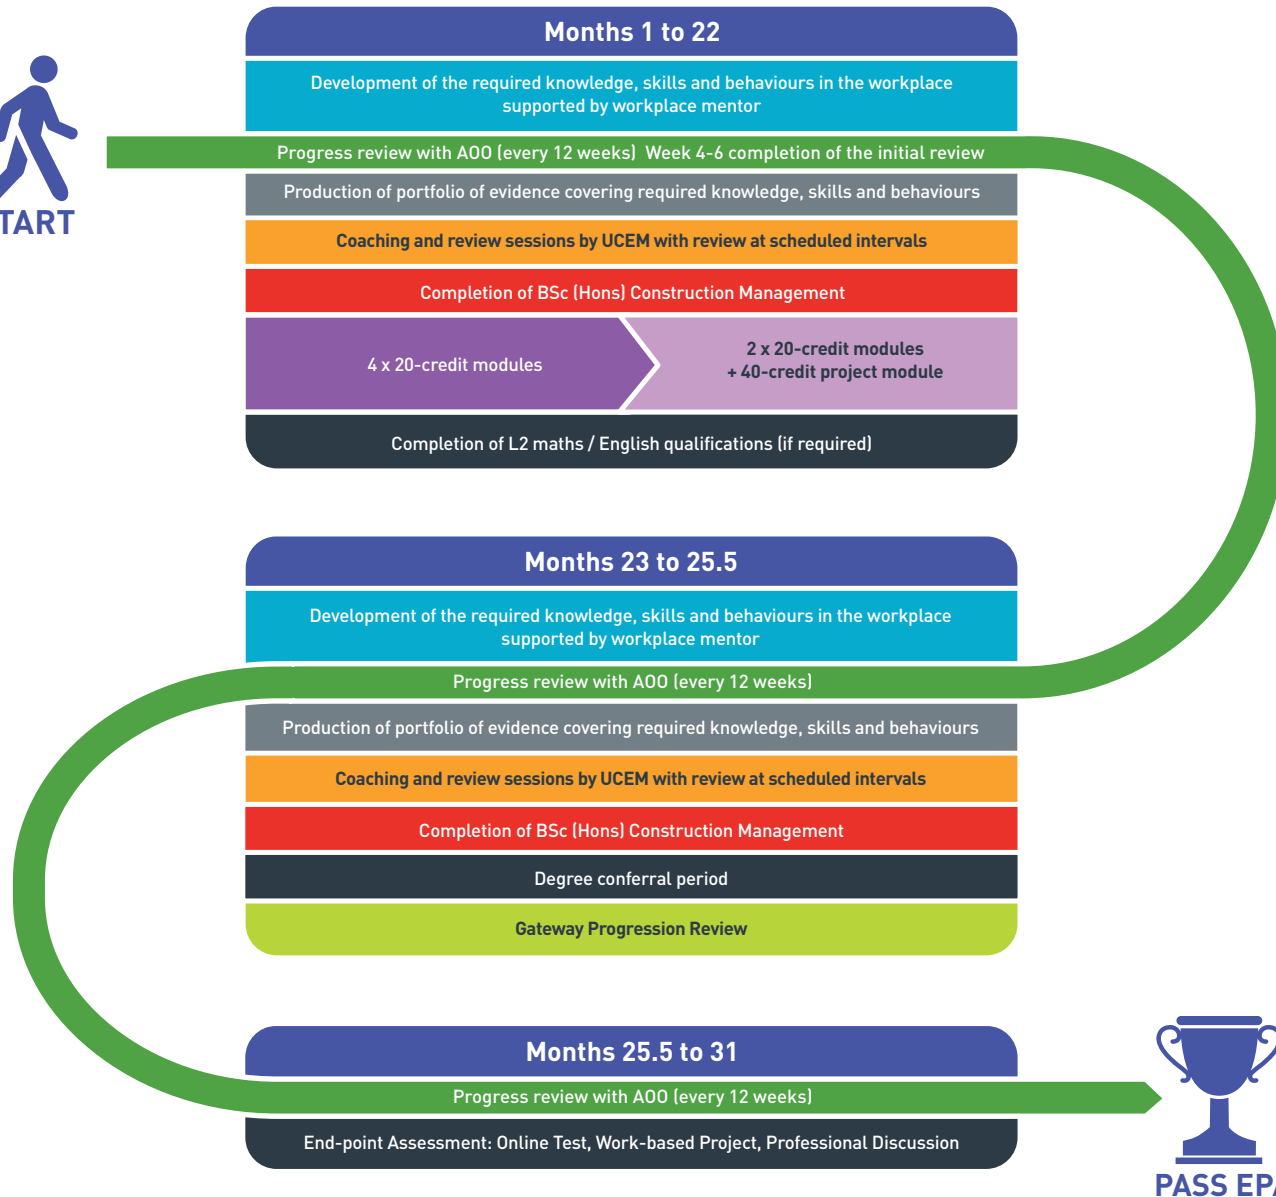 Months 1 to 22
Development of the required knowledge, skills and behaviours in the workplace
supported by workplace mentor
Progress review with AOO (every 12 weeks) Week 4-6 completion of the initial review
Production of portfolio of evidence covering required knowledge, skills and behaviours
TART
Coaching and review sessions by UCEM with review at scheduled intervals
Completion of BSc (Hons) Construction Management
4 x 20-credit modules
2 x 20-credit modules
+ 40-credit project module
Completion of L2 maths / English qualifications (if required)
Months 23 to 25.5
Development of the required knowledge, skills and behaviours in the workplace
supported by workplace mentor
Progress review with AOO (every 12 weeks)
Production of portfolio of evidence covering required knowledge, skills and behaviours
Coaching and review sessions by UCEM with review at scheduled intervals
Completion of BSc (Hons) Construction Management
Degree conferral period
Gateway Progression Review
Months 25.5 to 31
Progress review with AOO (every 12 weeks)
End-point Assessment: Online Test, Work-based Project, Professional Discussion
PASS EPA